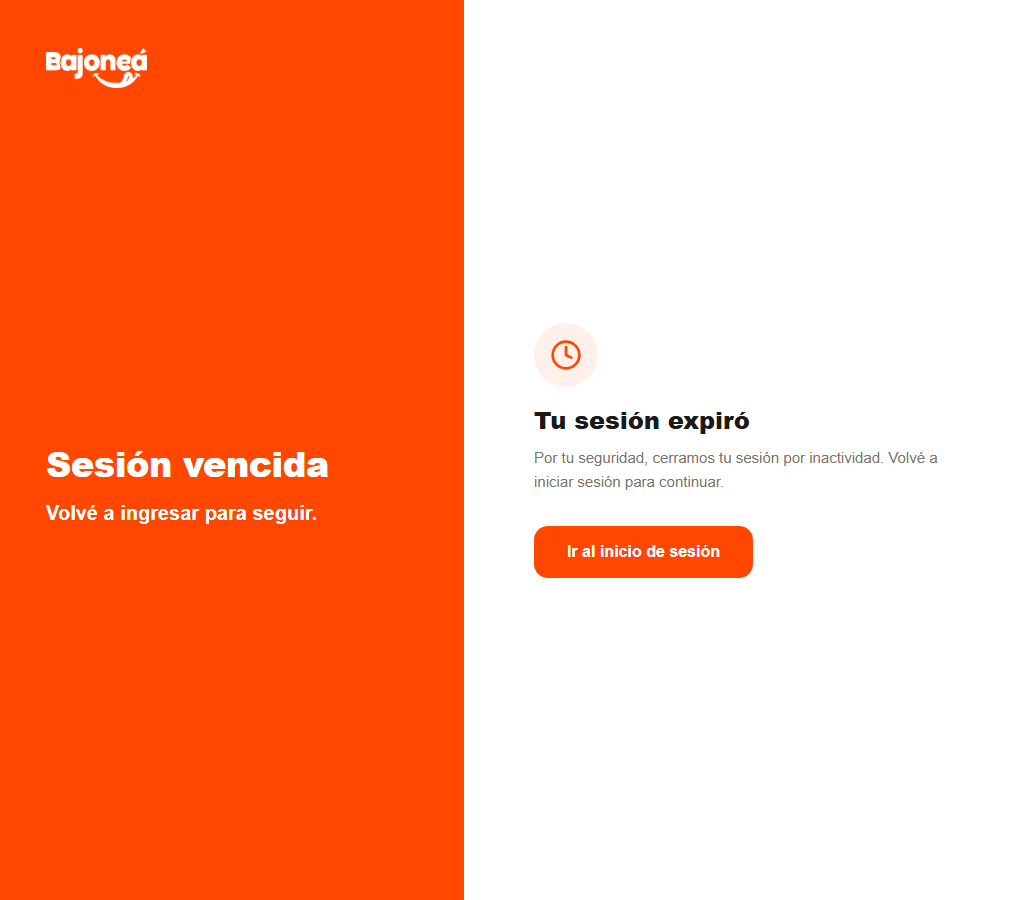 Bajoneá
Sesión vencida
Volvé a ingresar para seguir.
Tu sesión expiró
Por tu seguridad, cerramos tu sesión por inactividad. Volvé a
iniciar sesión para continuar.
Ir al inicio de sesión